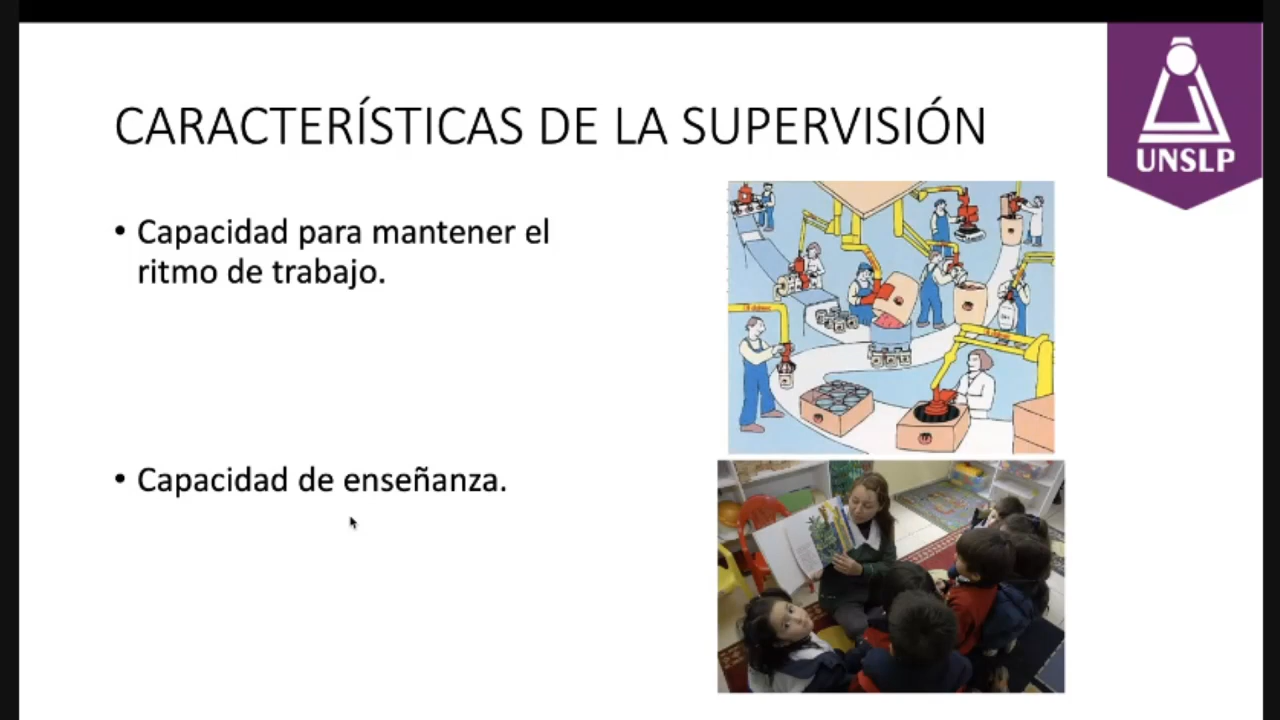 CARACTERÍSTICAS DE LA SUPERVISIÓN
UNSLP
• Capacidad para mantener el
ritmo de trabajo.
• Capacidad de enseñanza.